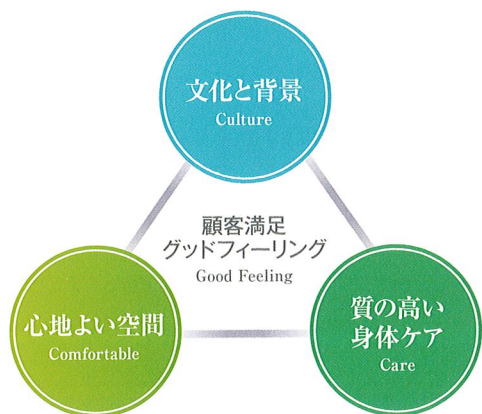 文化と背景
Culture
顧客満足
グッドフィーリング
Good Feeling
心地よい空間
Comfortable
質の高い
身体ケア
Care